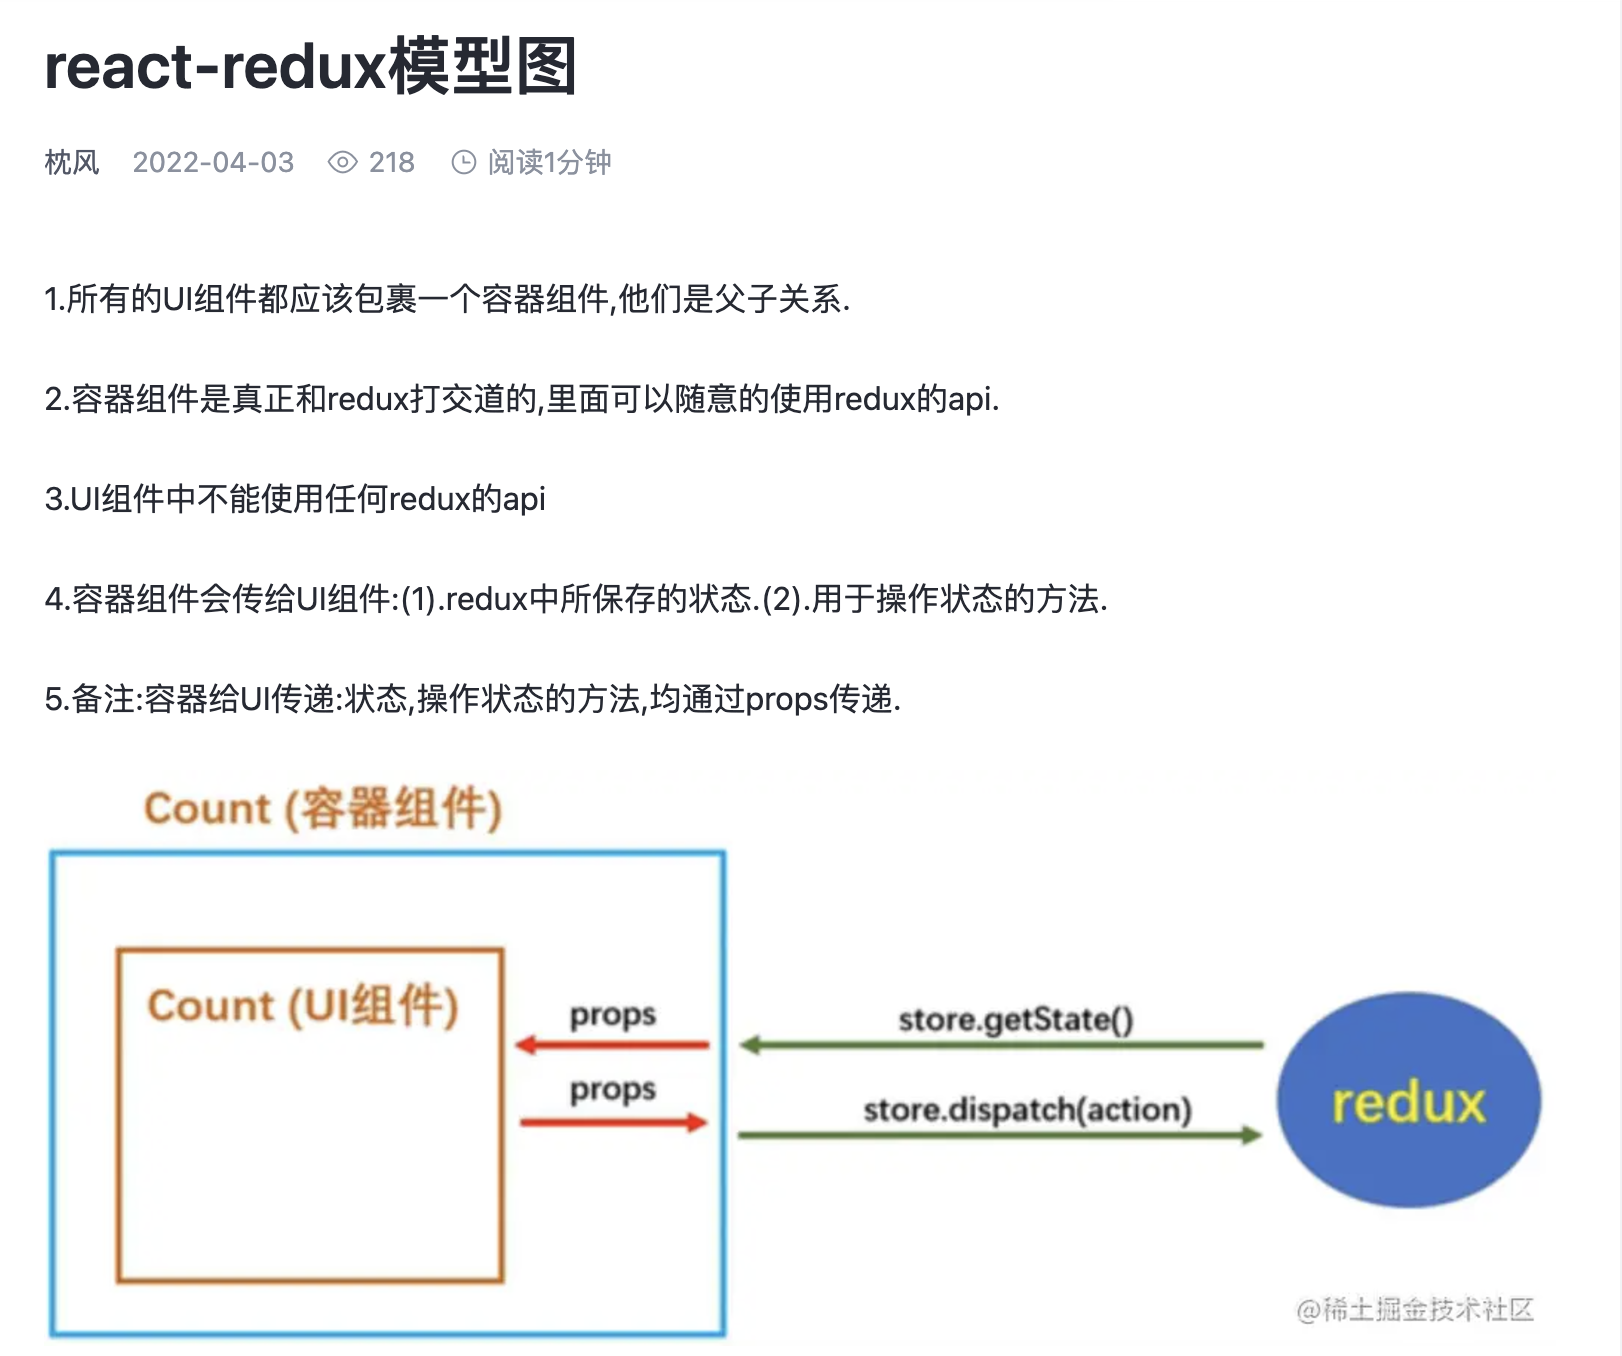 react-redux模型图
枕风 2022-04-03 218 阅读1分钟
1.所有的UI组件都应该包裹一个容器组件,他们是父子关系.
2.容器组件是真正和redux打交道的,里面可以随意的使用redux的api.
3.UI组件中不能使用任何redux的api
4.容器组件会传给UI组件:(1).redux中所保存的状态.(2).用于操作状态的方法.
5.备注:容器给UI传递:状态,操作状态的方法,均通过props传递.
Count (容器组件)
Count (UI组件)
props
store.getState()
props
store.dispatch(action)
redux
@稀土掘金技术社区